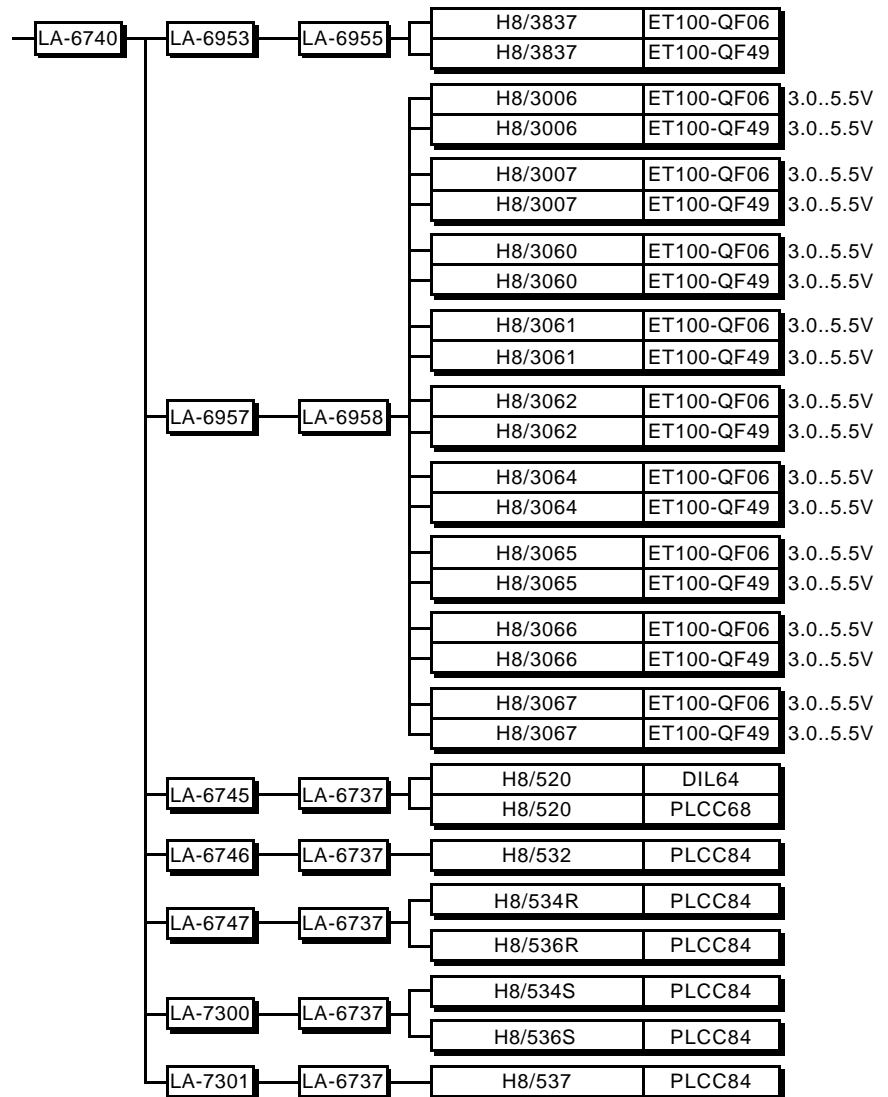 LA-6740 LA-6953 LA-6955 H8/3837 ET100-QF06
H8/3837 ET100-QF49
H8/3006 ET100-QF06 3.0..5.5V
H8/3006 ET100-QF49 3.0..5.5V
H8/3007 ET100-QF06 3.0..5.5V
H8/3007 ET100-QF49 3.0..5.5V
H8/3060 ET100-QF06 3.0..5.5V
H8/3060 ET100-QF49 3.0..5.5V
H8/3061 ET100-QF06 3.0..5.5V
H8/3061 ET100-QF49 3.0..5.5V
LA-6957 LA-6958 H8/3062 ET100-QF06 3.0..5.5V
H8/3062 ET100-QF49 3.0..5.5V
H8/3064 ET100-QF06 3.0..5.5V
H8/3064 ET100-QF49 3.0..5.5V
H8/3065 ET100-QF06 3.0..5.5V
H8/3065 ET100-QF49 3.0..5.5V
H8/3066 ET100-QF06 3.0..5.5V
H8/3066 ET100-QF49 3.0..5.5V
H8/3067 ET100-QF06 3.0..5.5V
H8/3067 ET100-QF49 3.0..5.5V
LA-6745 LA-6737 H8/520 DIL64
H8/520 PLCC68
LA-6746 LA-6737 H8/532 PLCC84
LA-6747 LA-6737 H8/534R PLCC84
H8/536R PLCC84
LA-7300 LA-6737 H8/534S PLCC84
H8/536S PLCC84
LA-7301 LA-6737 H8/537 PLCC84